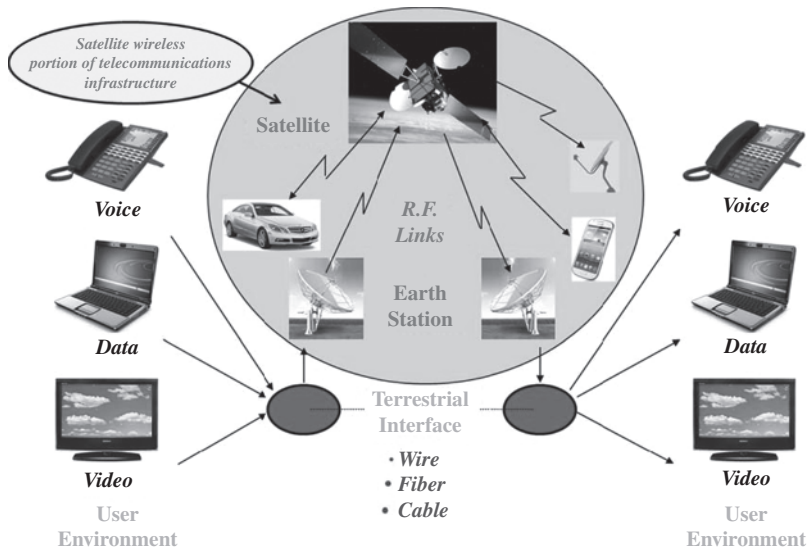 Satellite wireless
portion of telecommunications
infrastructure
Satellite
Voice
Data
Video
User
Environment
R.F.
Links
Earth
Station
Terrestrial
Interface
• Wire
• Fiber
• Cable
Voice
Data
Video
User
Environment